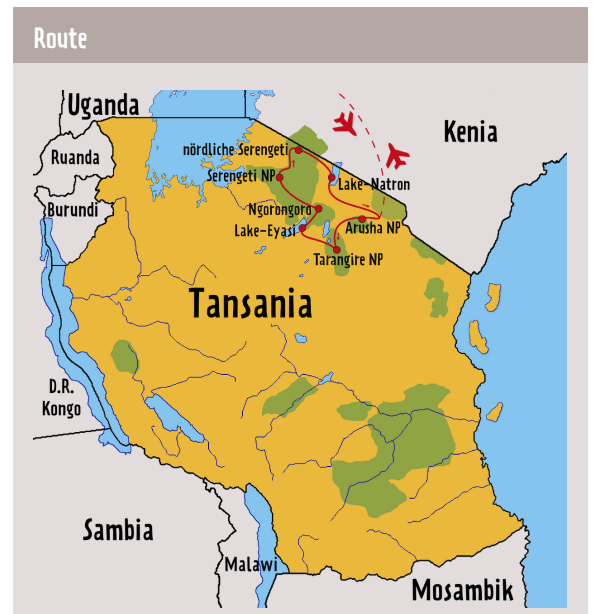 Route
Uganda
Kenia
nördliche Serengeti
Ruanda
Serengeti NP
Lake-Natron
Burundi
Ngorongoro
Arusha NP
Lake-Eyasi
Tarangire NP
Tansania
D.R.
Kongo
Sambia
Malawi
Mosambik